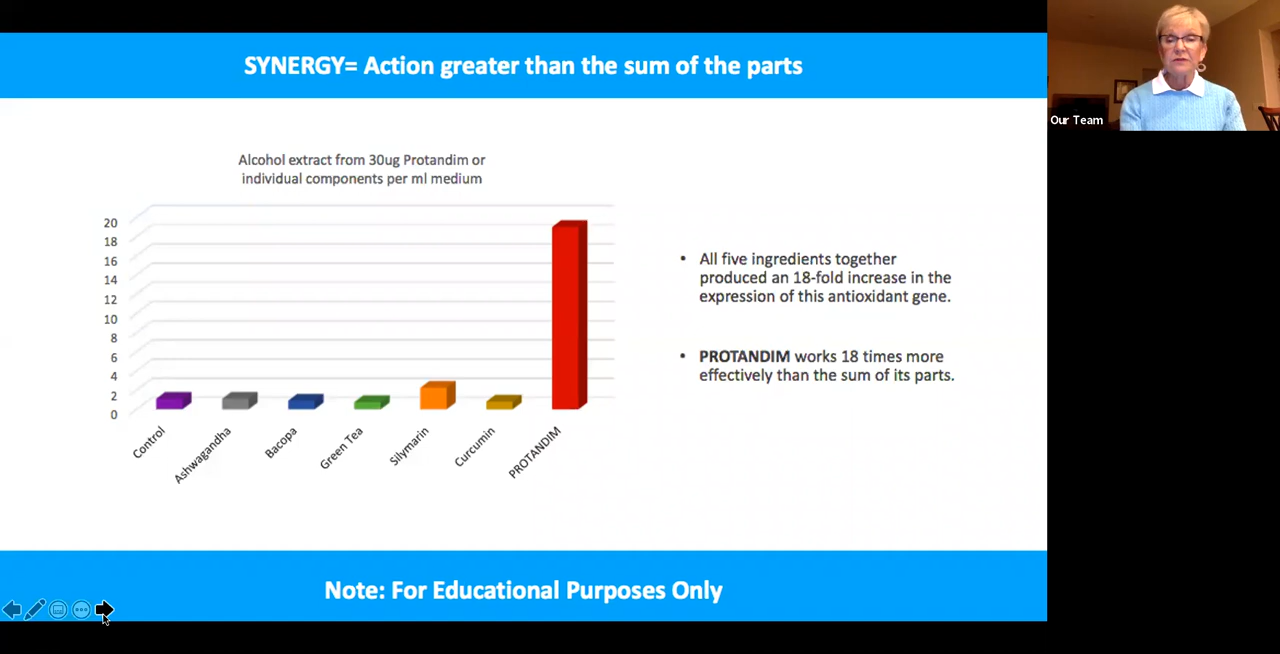 SYNERGY= Action greater than the sum of the parts
Our Team
Alcohol extract from 30ug Protandim or
individual components per ml medium
20
18
16
14
12
10
8
6
4
2
0
Control
Ashwagandha
Bacopa
Green Tea
Silymarin
Curcumin
PROTANDIM
• All five ingredients together
produced an 18-fold increase in the
expression of this antioxidant gene.
• PROTANDIM works 18 times more
effectively than the sum of its parts.
Note: For Educational Purposes Only